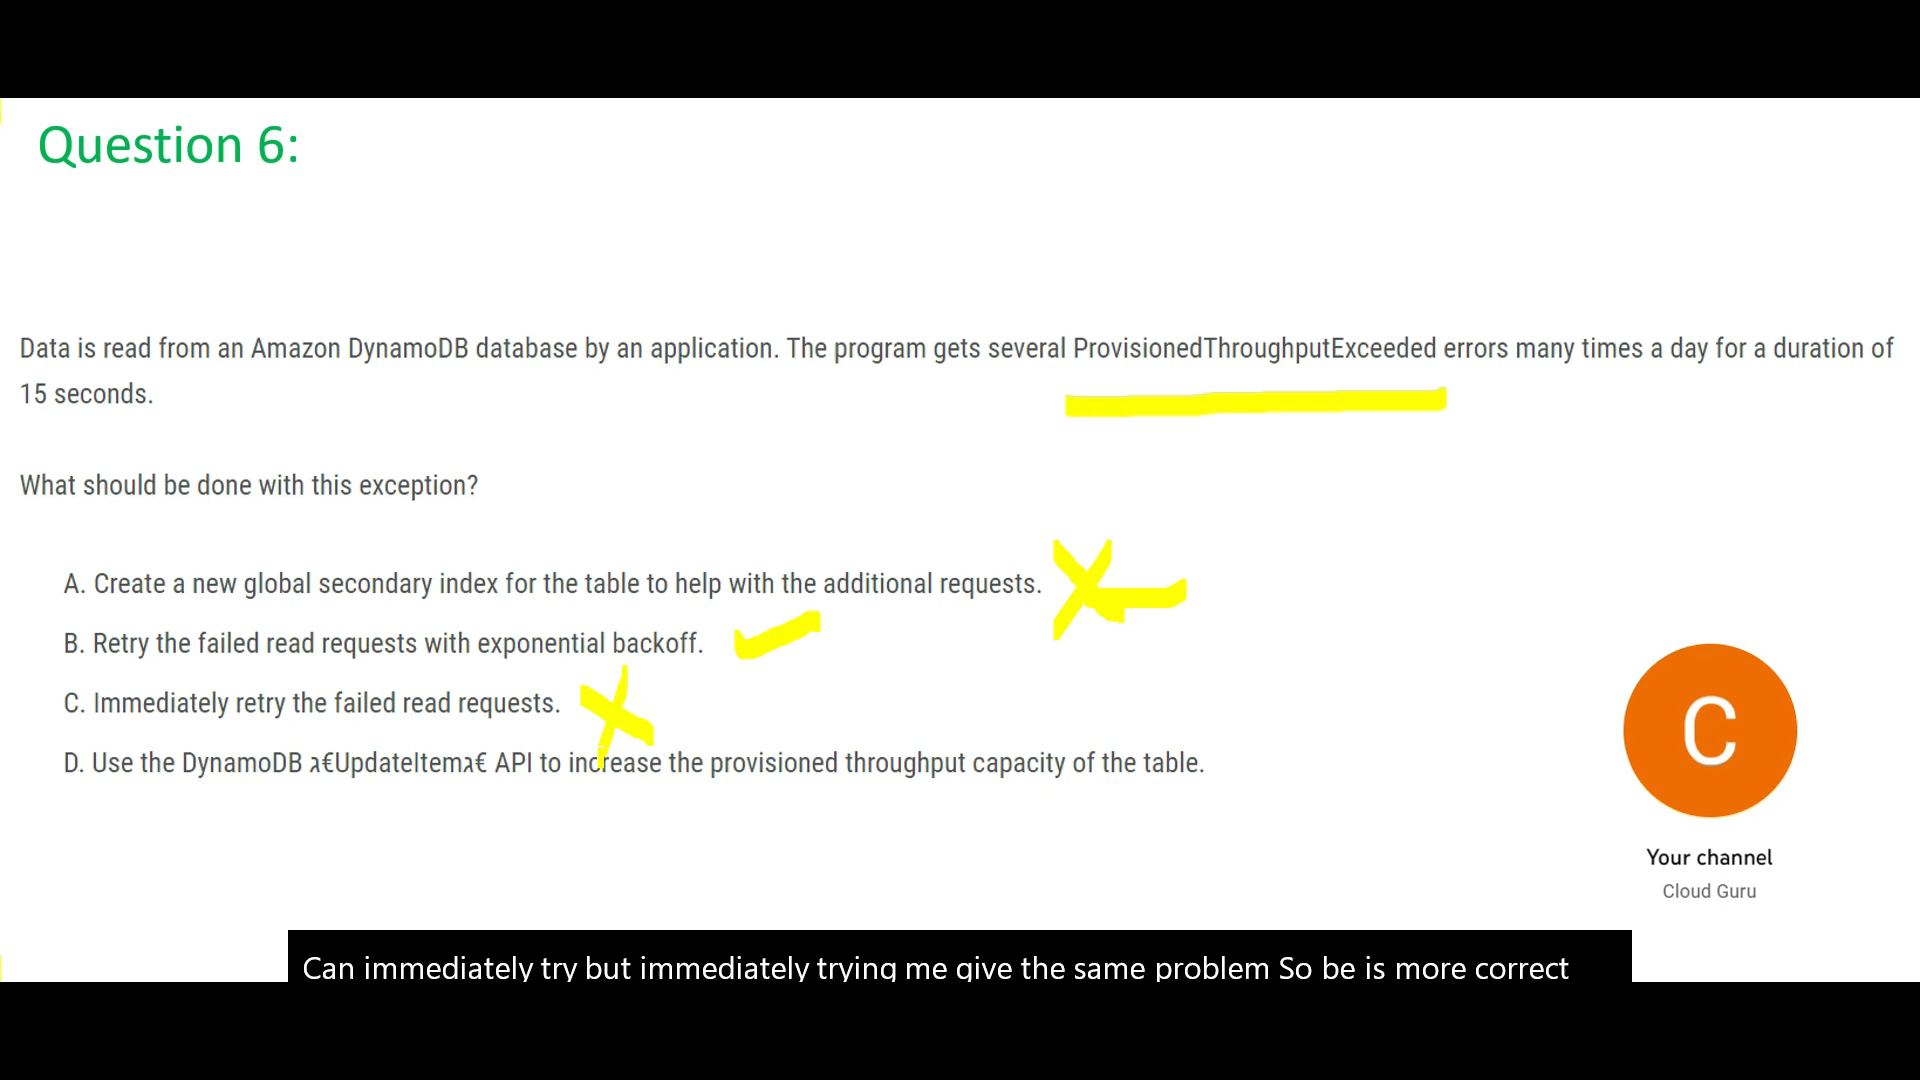 Question 6:
Data is read from an Amazon DynamoDB database by an application. The program gets several ProvisionedThroughputExceeded errors many times a day for a duration of
15 seconds.
What should be done with this exception?
A. Create a new global secondary index for the table to help with the additional requests.
B. Retry the failed read requests with exponential backoff.
C. Immediately retry the failed read requests.
D. Use the DynamoDB גג€UpdateItemגג€ API to increase the provisioned throughput capacity of the table.
C
Your channel
Cloud Guru
Can immediately try but immediately trying me give the same problem So be is more correct